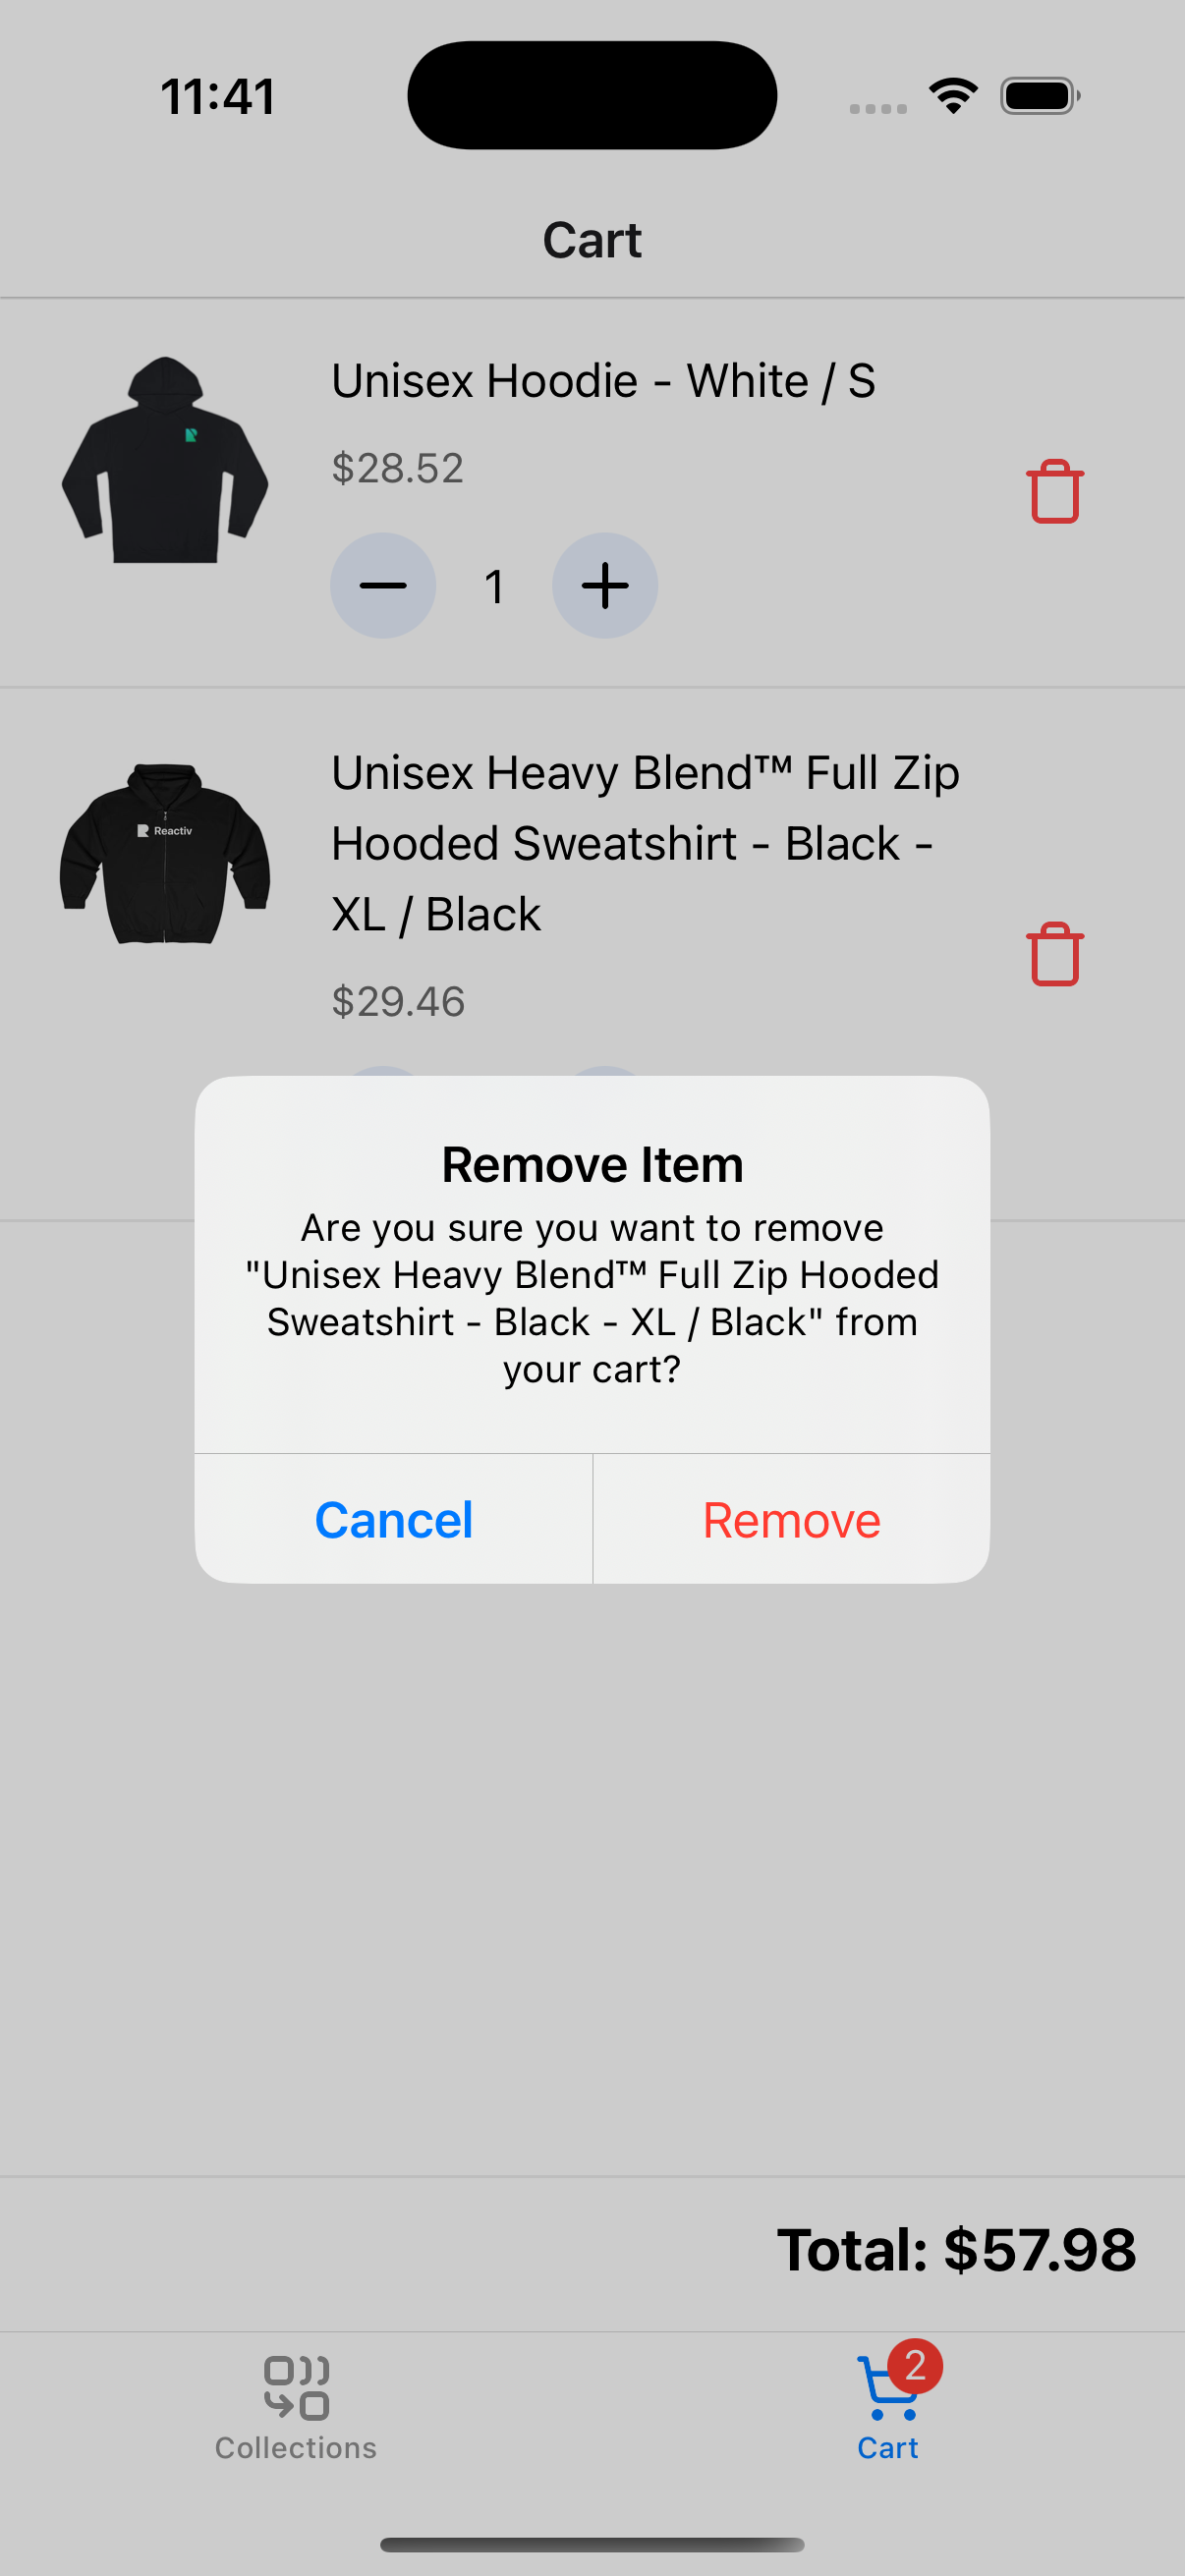 11:41
Cart
Unisex Hoodie - White / S
$28.52
1
Reactiv
Unisex Heavy Blend™ Full Zip
Hooded Sweatshirt - Black -
XL / Black
$29.46
Remove Item
Are you sure you want to remove
"Unisex Heavy Blend™ Full Zip Hooded
Sweatshirt - Black - XL / Black" from
your cart?
Cancel
Remove
Total: $57.98
2
Collections
Cart